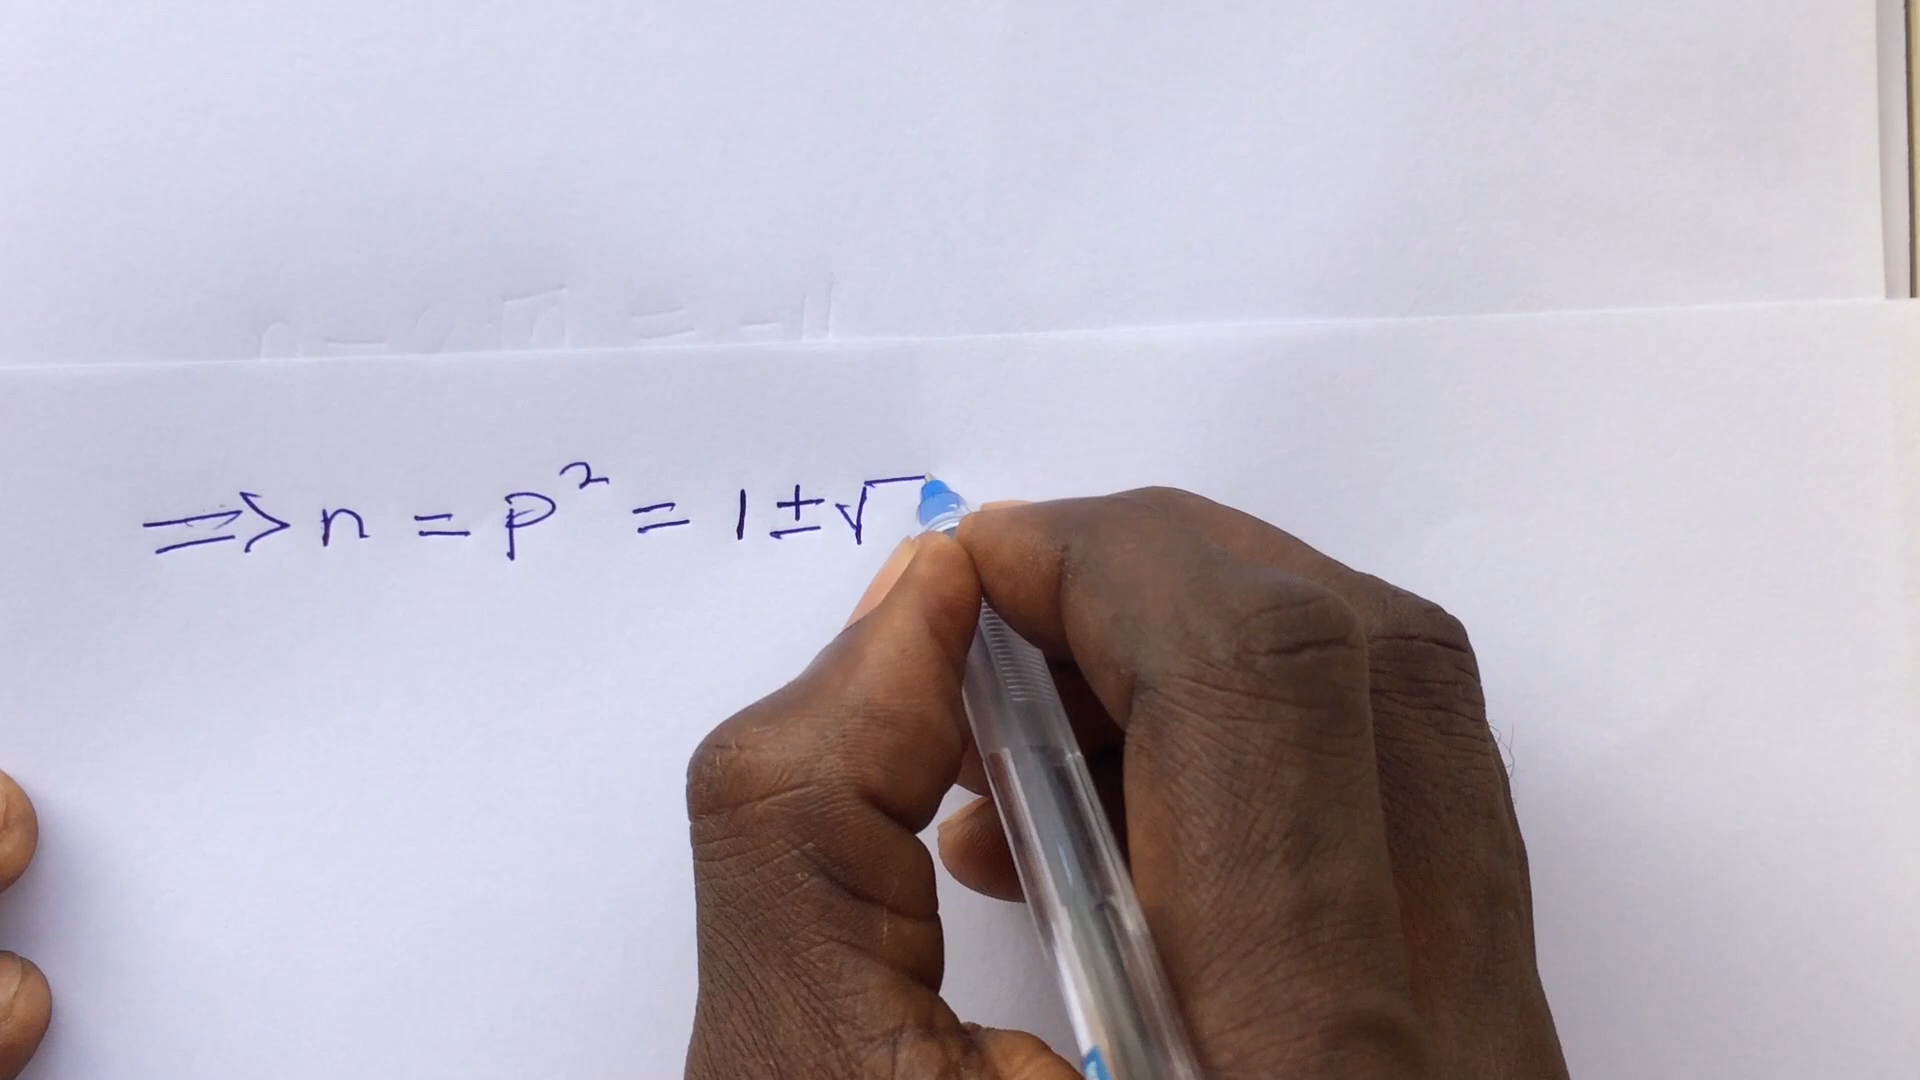 ⇒ n = p² = 1 ± √